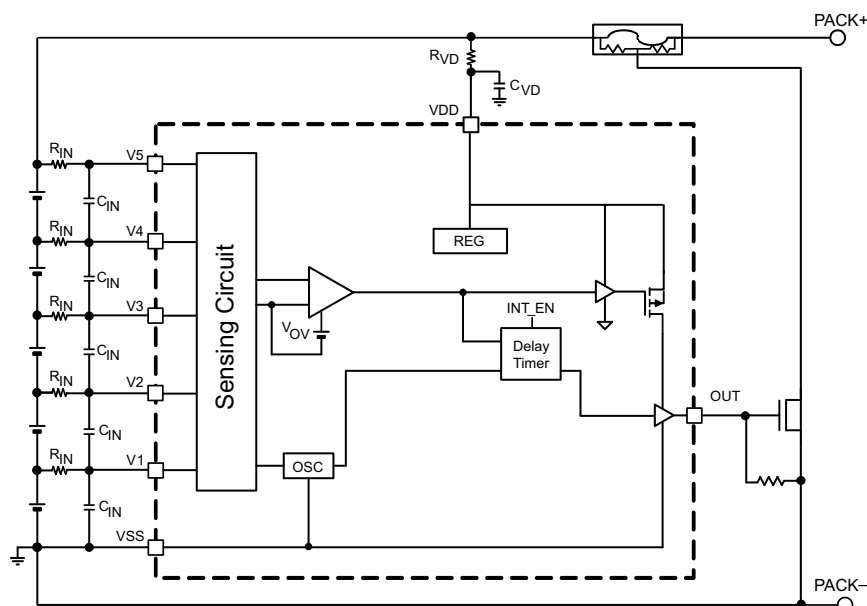 PACK+
RVD
CVD
VDD
RIN
V5
CIN
RIN
V4
REG
CIN
RIN
V3
Sensing Circuit
INT_EN
VOV
Delay
Timer
CIN
RIN
V2
OUT
CIN
RIN
V1
OSC
CIN
VSS
PACK–